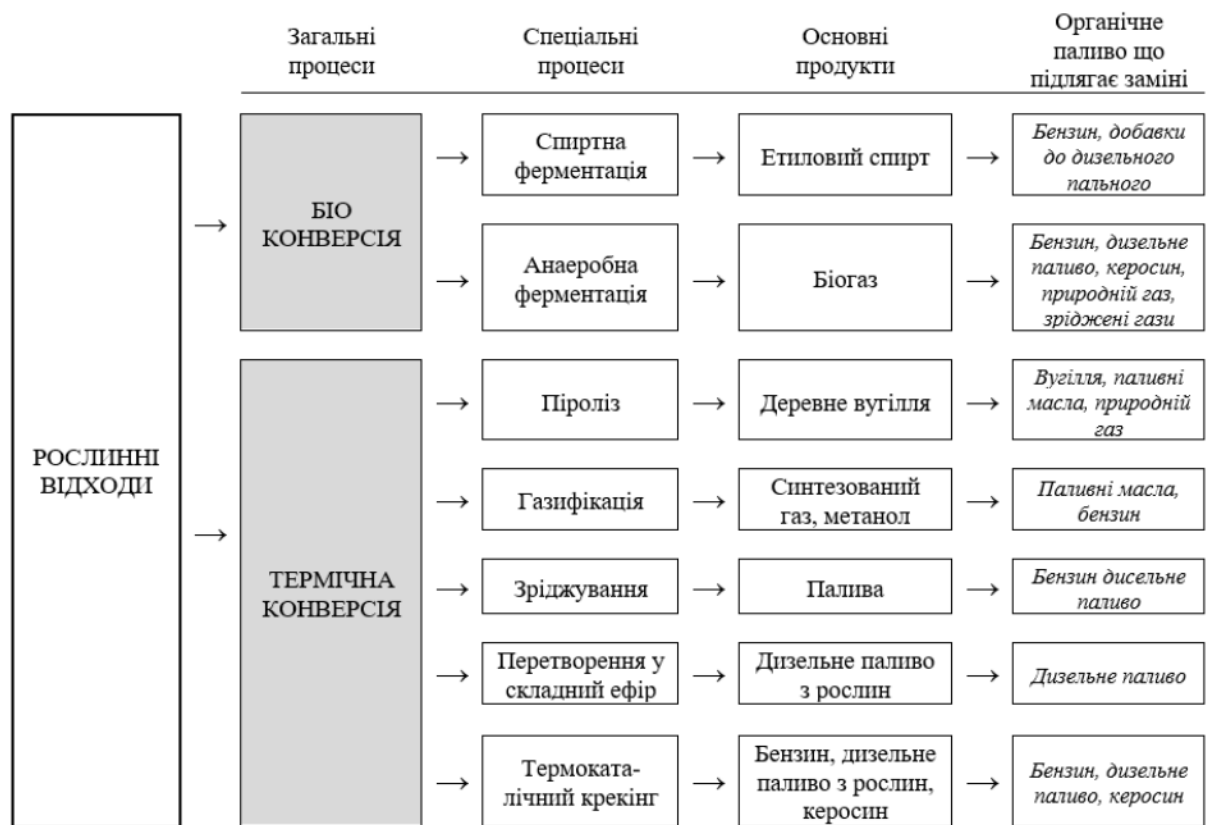 Загальні
процеси
Спеціальні
процеси
Основні
продукти
Органічне
паливо що
підлягає заміні
РОСЛИННІ
ВІДХОДИ
→
БІО
КОНВЕРСІЯ
→
Спиртна
ферментація
→
Етиловий спирт
→
Бензин, добавки
до дизельного
пального
→
Анаеробна
ферментація
→
Біогаз
→
Бензин, дизельне
паливо, керосин,
природній газ,
зріджені гази
→
ТЕРМІЧНА
КОНВЕРСІЯ
→
Піроліз
→
Деревне вугілля
→
Вугілля, паливні
масла, природній
газ
→
Газифікація
→
Синтезований
газ, метанол
→
Паливні масла,
бензин
→
Зріджування
→
Палива
→
Бензин дисельне
паливо
→
Перетворення у
складний ефір
→
Дизельне паливо
з рослин
→
Дизельне паливо
→
Термоката-
лічний крекінг
→
Бензин, дизельне
паливо з рослин,
керосин
→
Бензин, дизельне
паливо, керосин